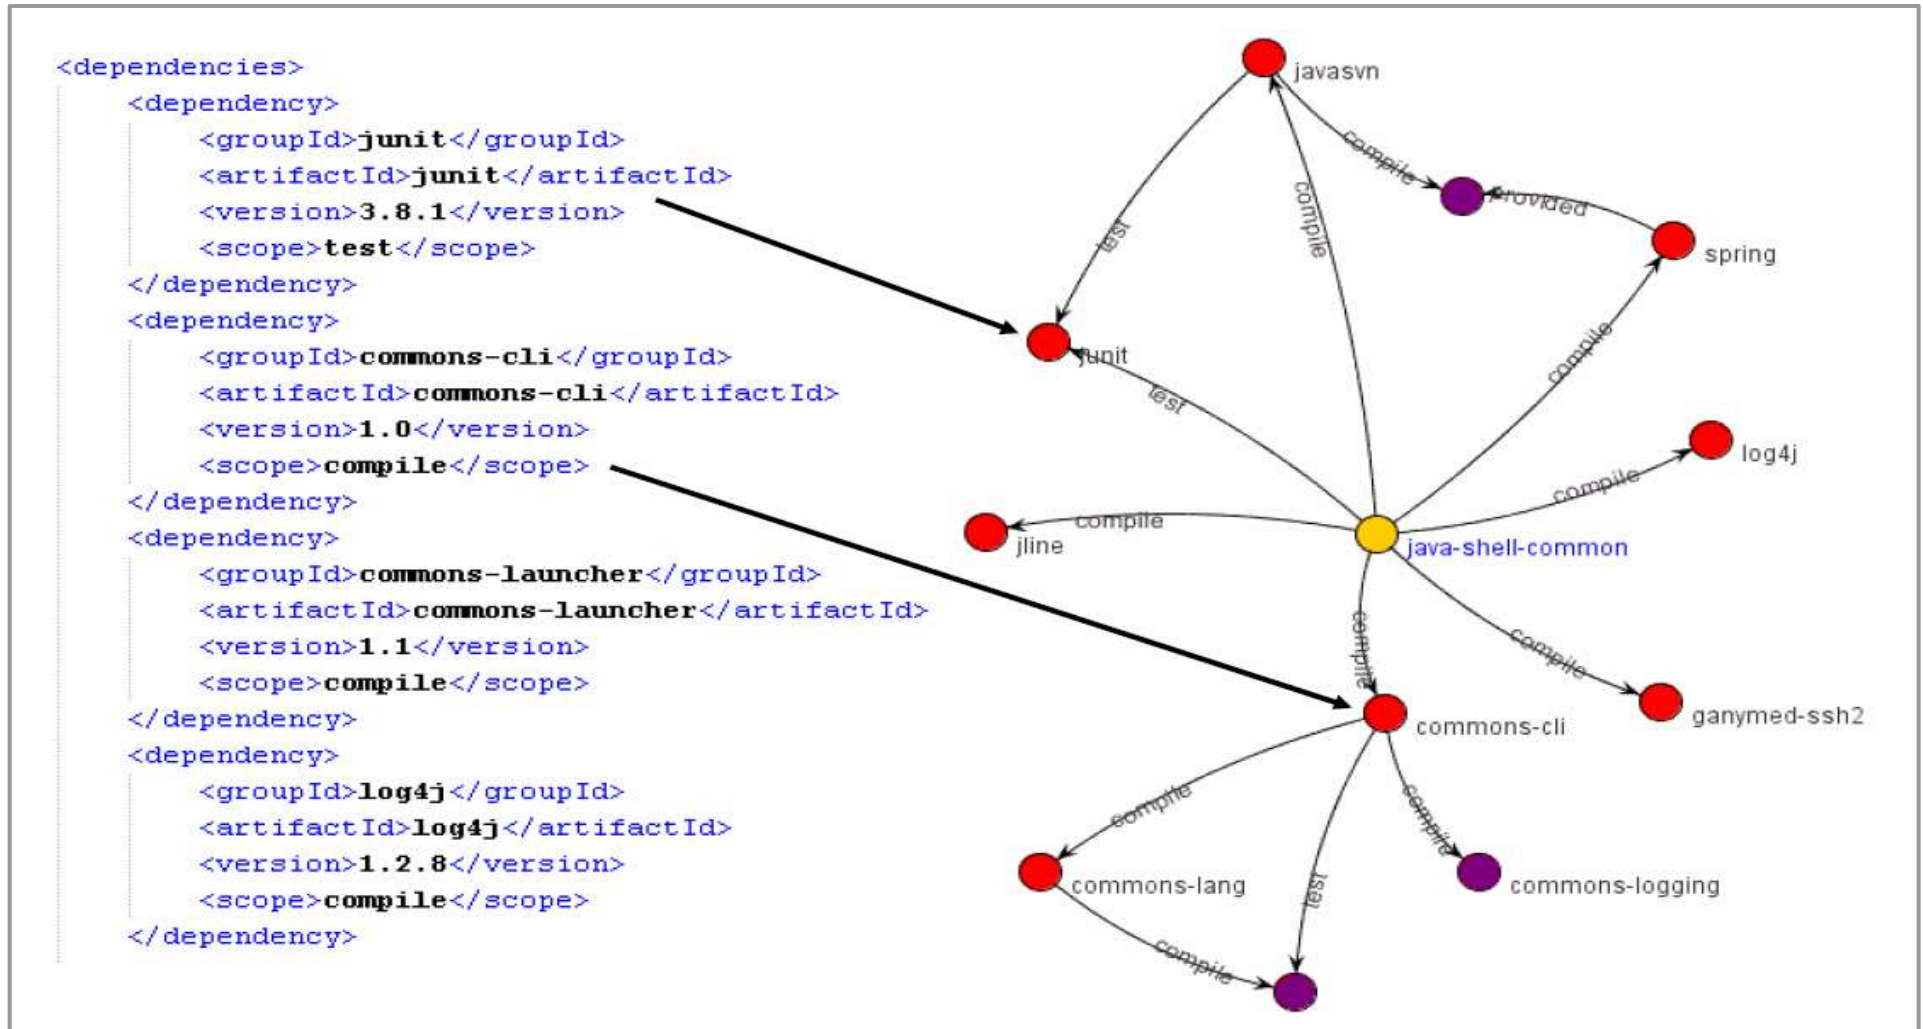 <dependencies>
<dependency>
<groupId>junit</groupId>
<artifactId>junit</artifactId>
<version>3.8.1</version>
<scope>test</scope>
</dependency>
<dependency>
<groupId>commons-cli</groupId>
<artifactId>commons-cli</artifactId>
<version>1.0</version>
<scope>compile</scope>
</dependency>
<dependency>
<groupId>commons-launcher</groupId>
<artifactId>commons-launcher</artifactId>
<version>1.1</version>
<scope>compile</scope>
</dependency>
<dependency>
<groupId>log4j</groupId>
<artifactId>log4j</artifactId>
<version>1.2.8</version>
<scope>compile</scope>
</dependency>
javasvn
compile
provided
test
compile
spring
junit
test
compile
log4j
compile
compile
jline
java-shell-common
compile
compile
ganymed-ssh2
commons-cli
compile
compile
commons-lang
test
commons-logging
compile